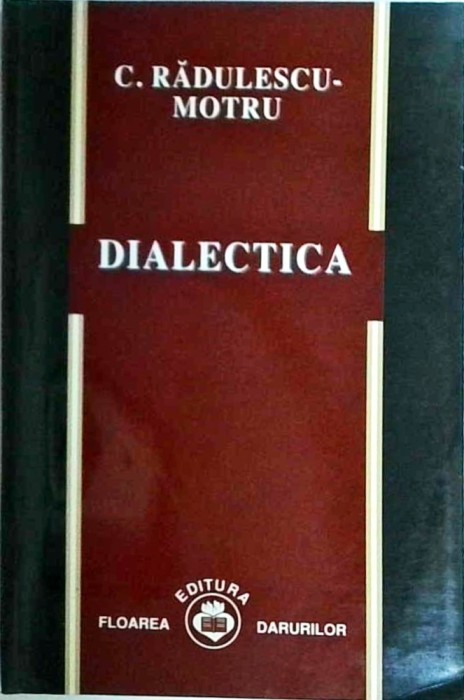 C. RĂDULESCU-
MOTRU
DIALECTICA
EDITURA
FLOAREA DARURILOR